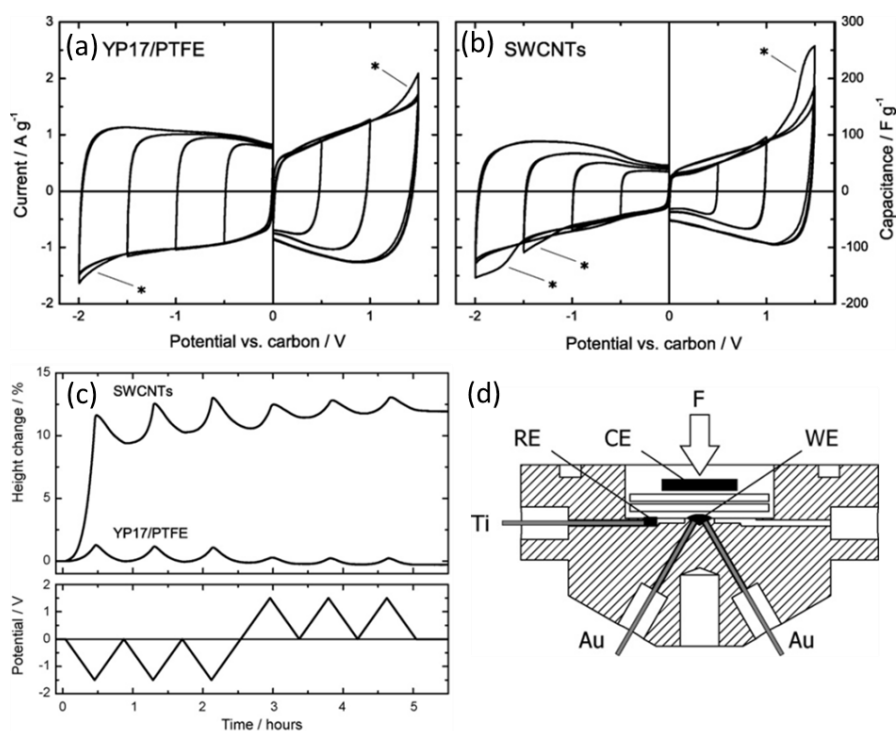 (a) YP17/PTFE
*
*
Current / A g⁻¹
2
1
0
-1
-2
-2 -1 0 1
Potential vs. carbon / V
(b) SWCNTs
*
*
*
Capacitance / F g⁻¹
300
200
100
0
-100
-200
-300
-2 -1 0 1
Potential vs. carbon / V
(c)
SWCNTs
YP17/PTFE
Height change / %
15
10
5
0
Potential / V
2
1
0
-1
-2
0 1 2 3 4 5
Time / hours
(d)
F
RE CE WE
Ti
Au Au